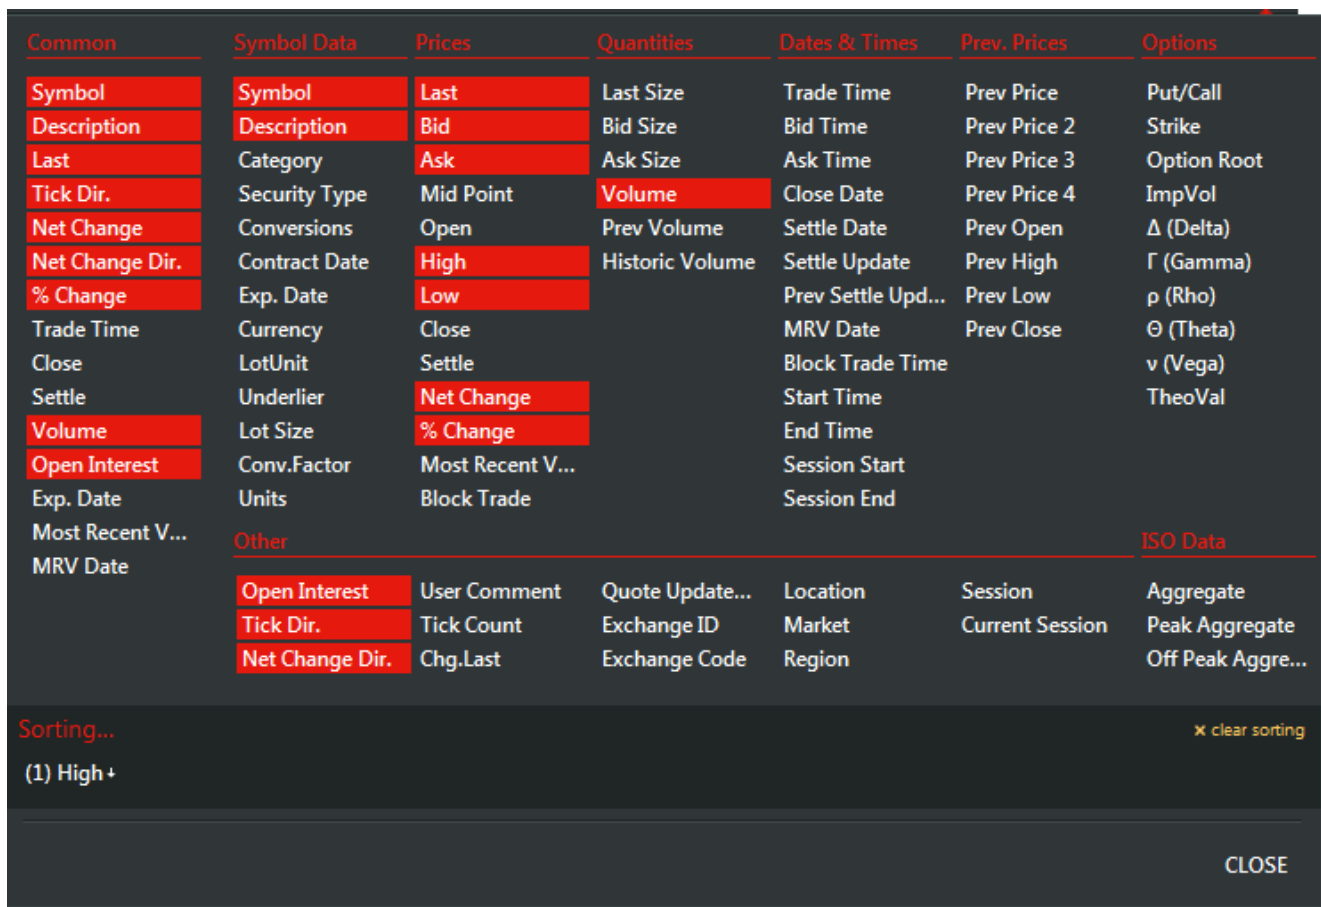 Common
Symbol
Description
Last
Tick Dir.
Net Change
Net Change Dir.
% Change
Trade Time
Close
Settle
Volume
Open Interest
Exp. Date
Most Recent V...
MRV Date
Symbol Data
Symbol
Description
Category
Security Type
Conversions
Contract Date
Exp. Date
Currency
LotUnit
Underlier
Lot Size
Conv.Factor
Units
Prices
Last
Bid
Ask
Mid Point
Open
High
Low
Close
Settle
Net Change
% Change
Most Recent V...
Block Trade
Quantities
Last Size
Bid Size
Ask Size
Volume
Prev Volume
Historic Volume
Dates & Times
Trade Time
Bid Time
Ask Time
Close Date
Settle Date
Settle Update
Prev Settle Upd...
MRV Date
Block Trade Time
Start Time
End Time
Session Start
Session End
Prev. Prices
Prev Price
Prev Price 2
Prev Price 3
Prev Price 4
Prev Open
Prev High
Prev Low
Prev Close
Options
Put/Call
Strike
Option Root
ImpVol
Δ (Delta)
Γ (Gamma)
ρ (Rho)
Θ (Theta)
ν (Vega)
TheoVal
Other
Open Interest
Tick Dir.
Net Change Dir.
User Comment
Tick Count
Chg.Last
Quote Update...
Exchange ID
Exchange Code
Location
Market
Region
Session
Current Session
ISO Data
Aggregate
Peak Aggregate
Off Peak Aggre...
Sorting...
× clear sorting
(1) High↓
CLOSE